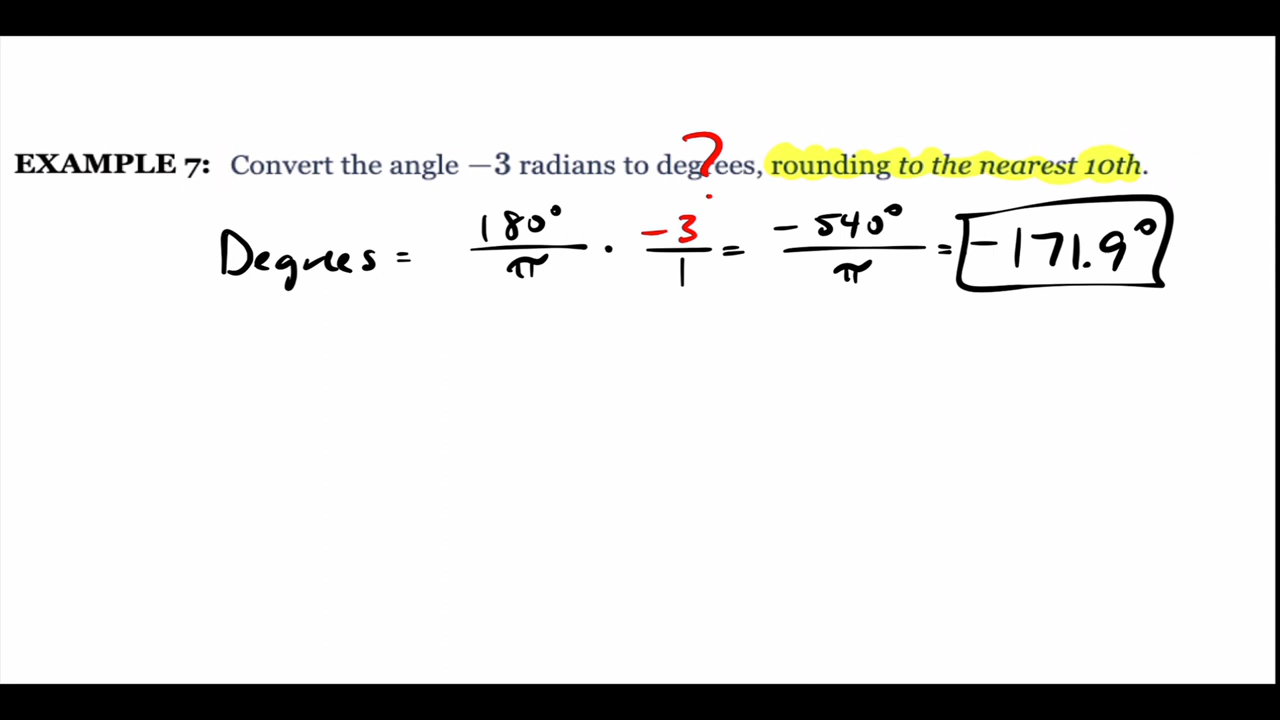 EXAMPLE 7: Convert the angle −3 radians to degrees, rounding to the nearest 10th.
?
Degrees = 180°/π · −3/1 = −540°/π = −171.9°